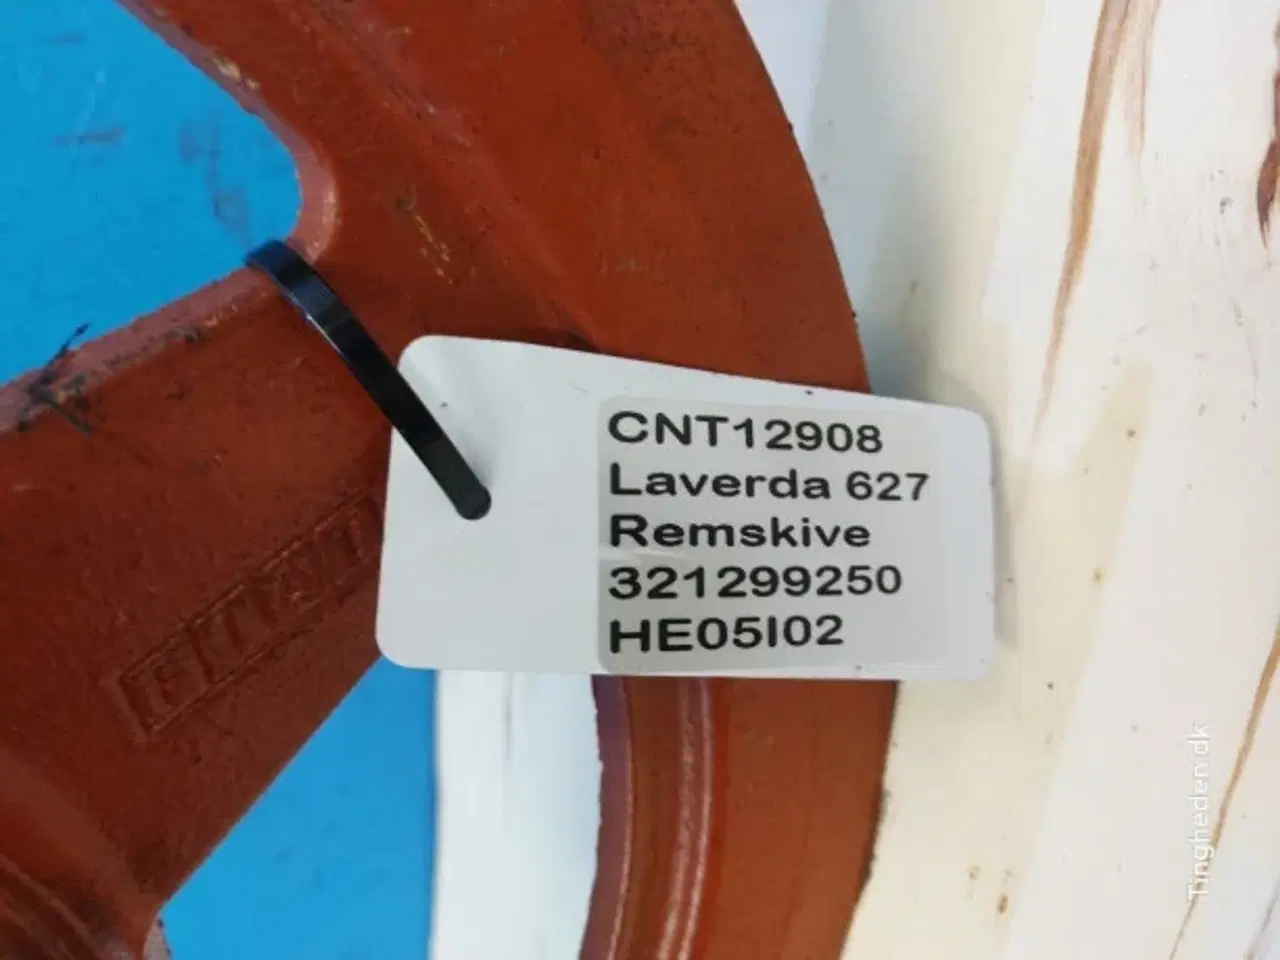 CNT12908
Laverda 627
Remskive
321299250
HE05I02
Tingheden.dk